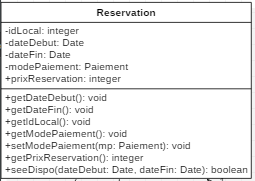 Reservation
-idLocal: integer
-dateDebut: Date
-dateFin: Date
-modePaiement: Paiement
+prixReservation: integer
+getDateDebut(): void
+getDateFin(): void
+getIdLocal(): void
+getModePaiement(): void
+setModePaiement(mp: Paiement): void
+getPrixReservation(): integer
+seeDispo(dateDebut: Date, dateFin: Date): boolean